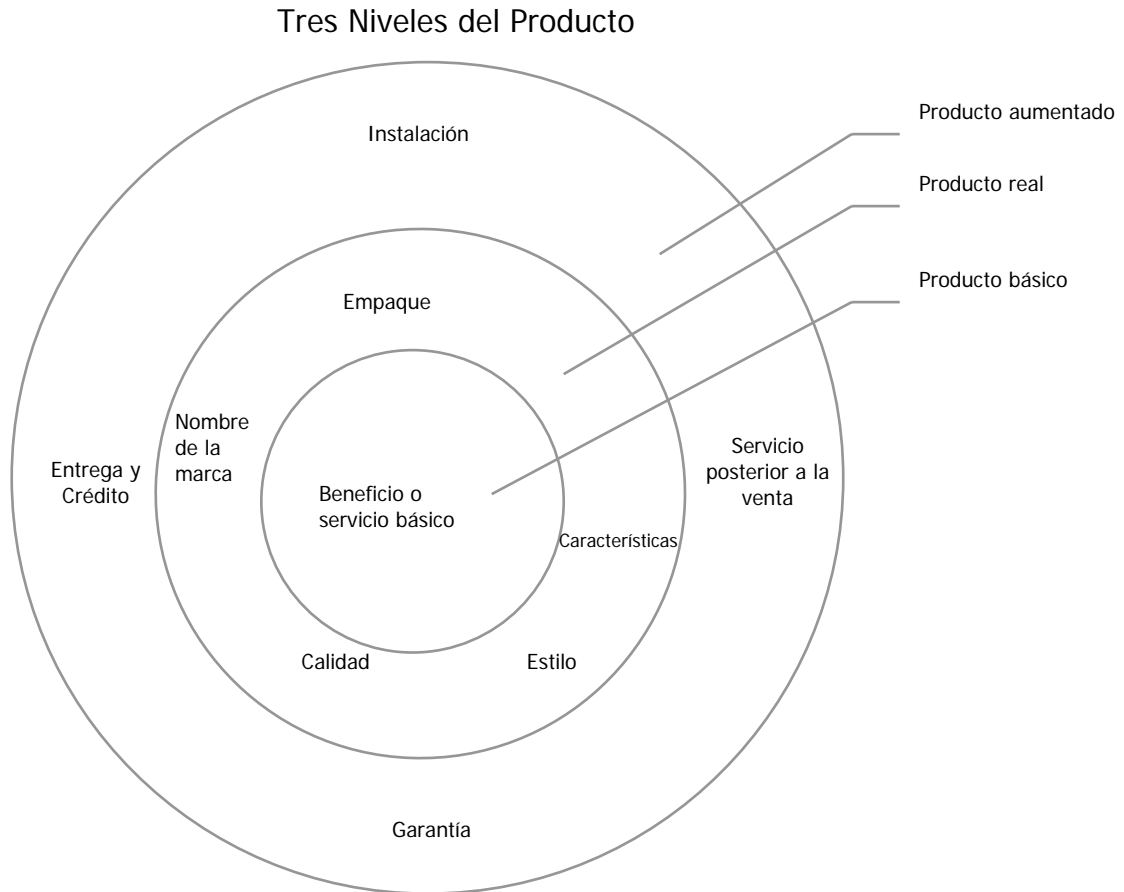 Tres Niveles del Producto
Producto aumentado
Instalación
Producto real
Producto básico
Empaque
Nombre
de la
marca
Entrega y
Crédito
Servicio
posterior a la
venta
Beneficio o
servicio básico
Características
Calidad
Estilo
Garantía